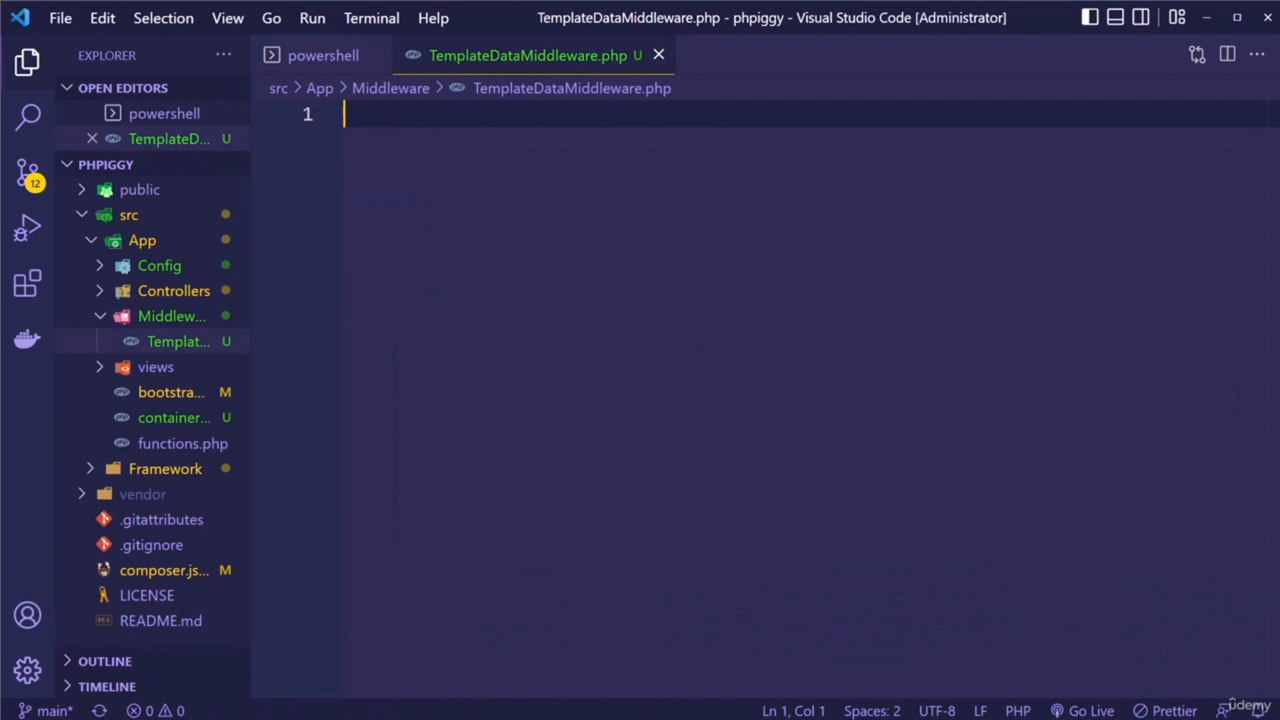 File Edit Selection View Go Run Terminal Help TemplateDataMiddleware.php - phpiggy - Visual Studio Code [Administrator]
EXPLORER
powershell TemplateDataMiddleware.php U
OPEN EDITORS
src > App > Middleware > TemplateDataMiddleware.php
powershell
1
TemplateD... U
PHPIGGY
public
12
src
App
Config
Controllers
Middlew...
Templat... U
views
bootstra... M
container... U
functions.php
Framework
vendor
.gitattributes
.gitignore
composer.js... M
LICENSE
README.md
OUTLINE
TIMELINE
main* 0 0 Ln 1, Col 1 Spaces: 2 UTF-8 LF PHP Go Live Prettier
udemy